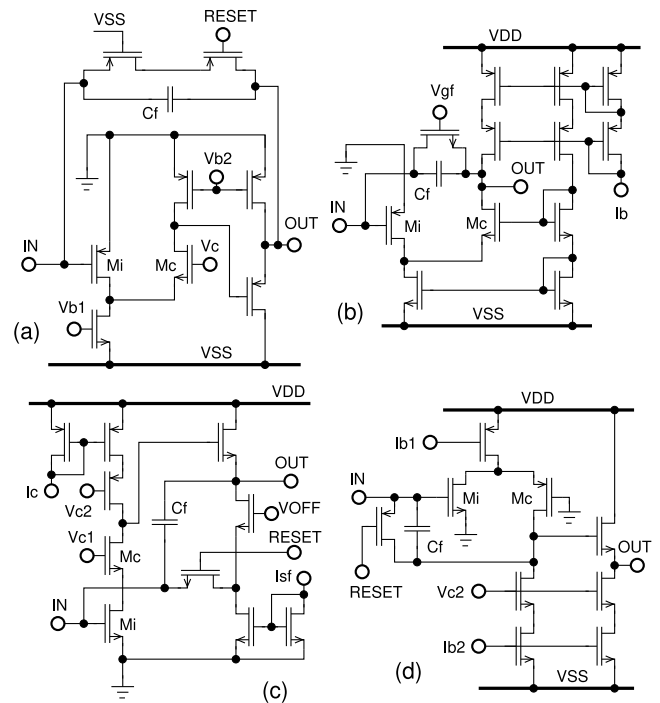 VSS
RESET
Cf
Vb2
OUT
IN
Mi
Mc
Vc
Vb1
(a)
VSS
VDD
Vgf
Cf
OUT
IN
Mi
Mc
Ib
(b)
VSS
VDD
Ic
Vc2
Cf
OUT
VOFF
Vc1
Mc
RESET
IN
Mi
Isf
(c)
VDD
Ib1
IN
Mi
Mc
Cf
RESET
OUT
Vc2
Ib2
(d)
VSS